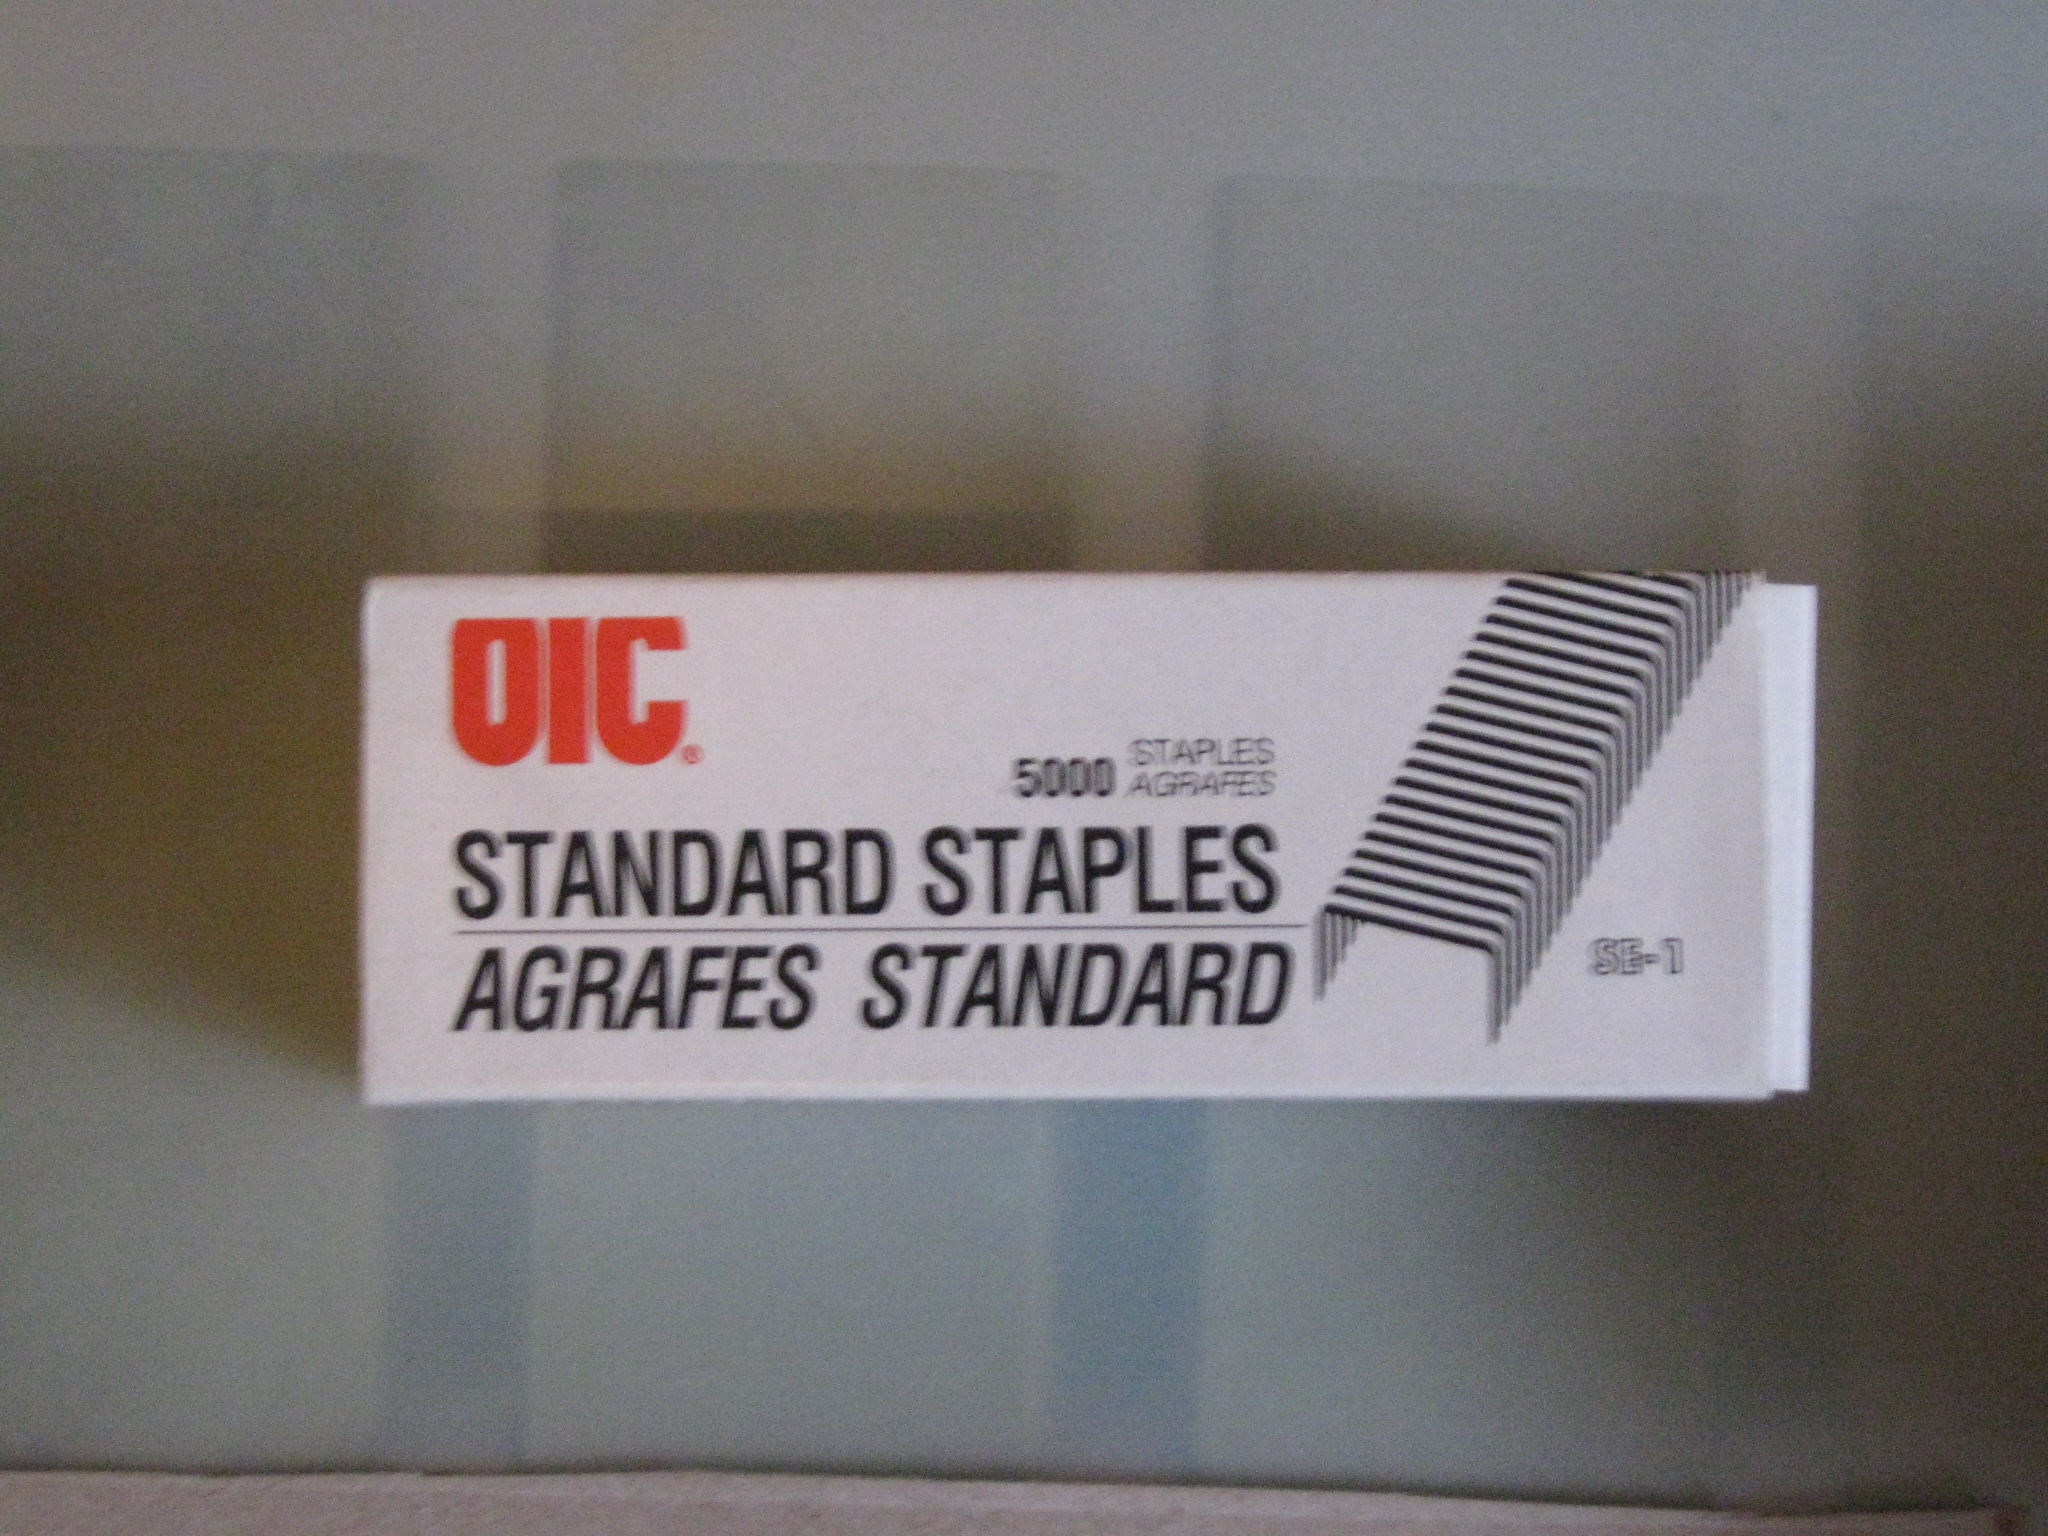 OIC®
5000 STAPLES
AGRAFES
STANDARD STAPLES
AGRAFES STANDARD
SE-1